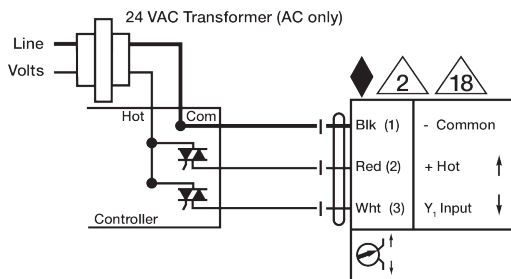 24 VAC Transformer (AC only)
Line
Volts
2
18
Hot
Com
Blk (1)
- Common
Red (2)
+ Hot
Wht (3)
Y1 Input
Controller